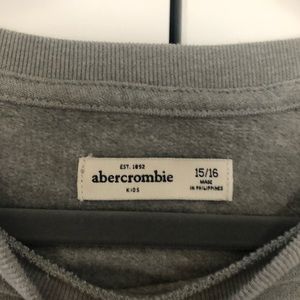 EST. 1892
abercrombie
KIDS
15/16
MADE
IN PHILIPPINES